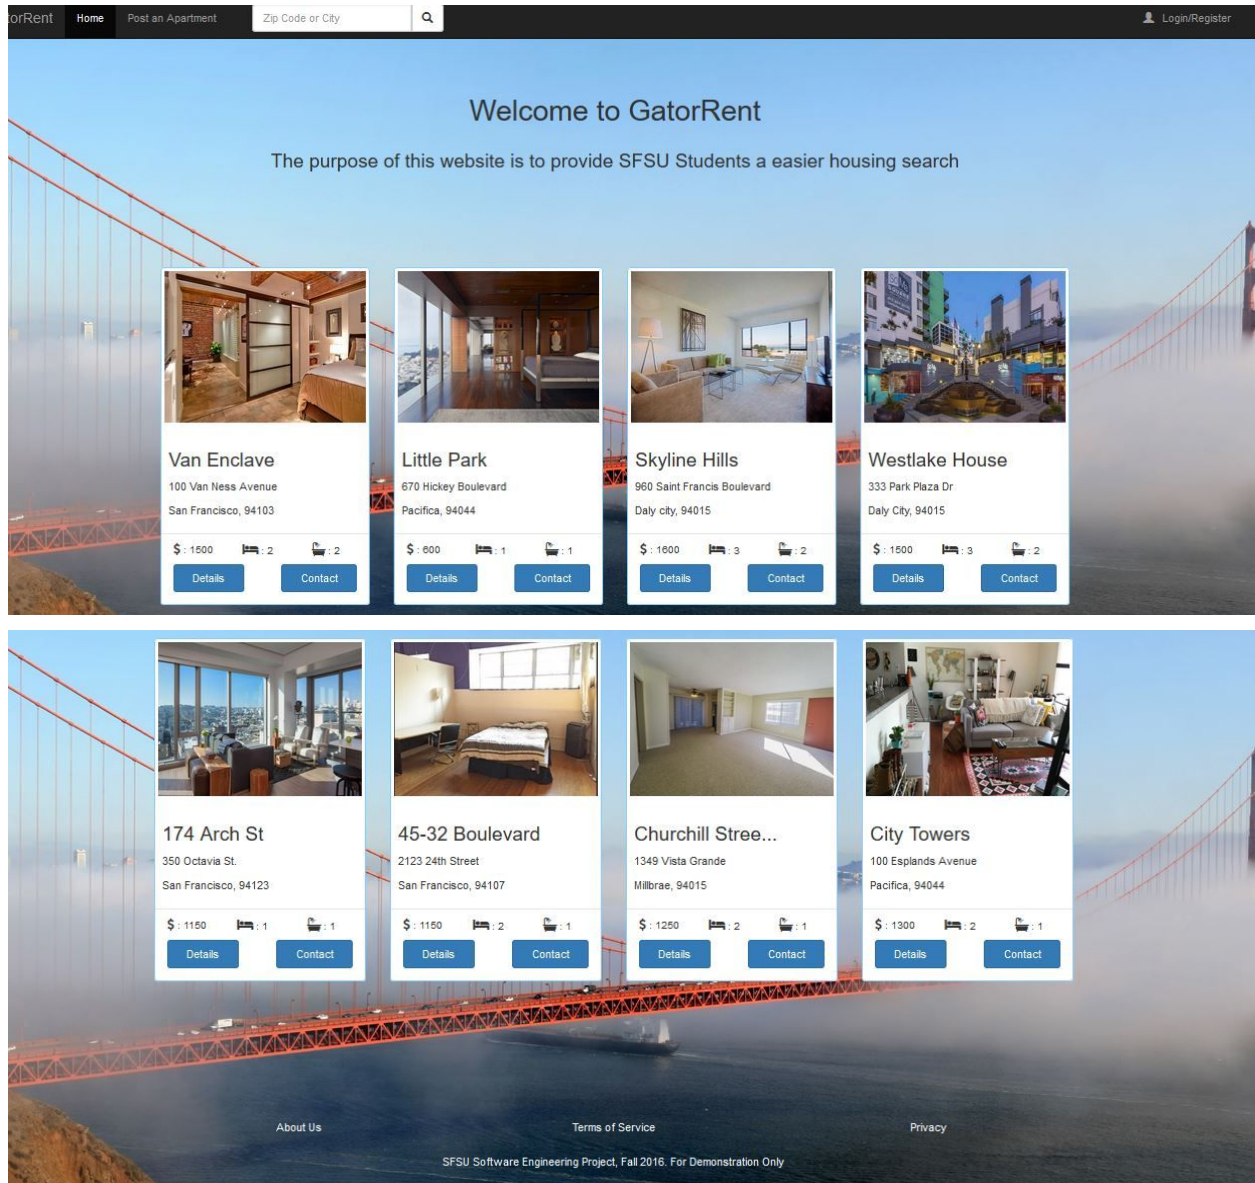 torRent Home Post an Apartment Zip Code or City Login/Register
Welcome to GatorRent
The purpose of this website is to provide SFSU Students a easier housing search
Van Enclave
100 Van Ness Avenue
San Francisco, 94103
$ : 1500 : 2 : 2
Details Contact
Little Park
670 Hickey Boulevard
Pacifica, 94044
$ : 600 : 1 : 1
Details Contact
Skyline Hills
960 Saint Francis Boulevard
Daly city, 94015
$ : 1600 : 3 : 2
Details Contact
Westlake House
333 Park Plaza Dr
Daly City, 94015
$ : 1500 : 3 : 2
Details Contact
174 Arch St
350 Octavia St.
San Francisco, 94123
$ : 1150 : 1 : 1
Details Contact
45-32 Boulevard
2123 24th Street
San Francisco, 94107
$ : 1150 : 2 : 1
Details Contact
Churchill Stree...
1349 Vista Grande
Millbrae, 94015
$ : 1250 : 2 : 1
Details Contact
City Towers
100 Esplands Avenue
Pacifica, 94044
$ : 1300 : 2 : 1
Details Contact
About Us Terms of Service Privacy
SFSU Software Engineering Project, Fall 2016. For Demonstration Only